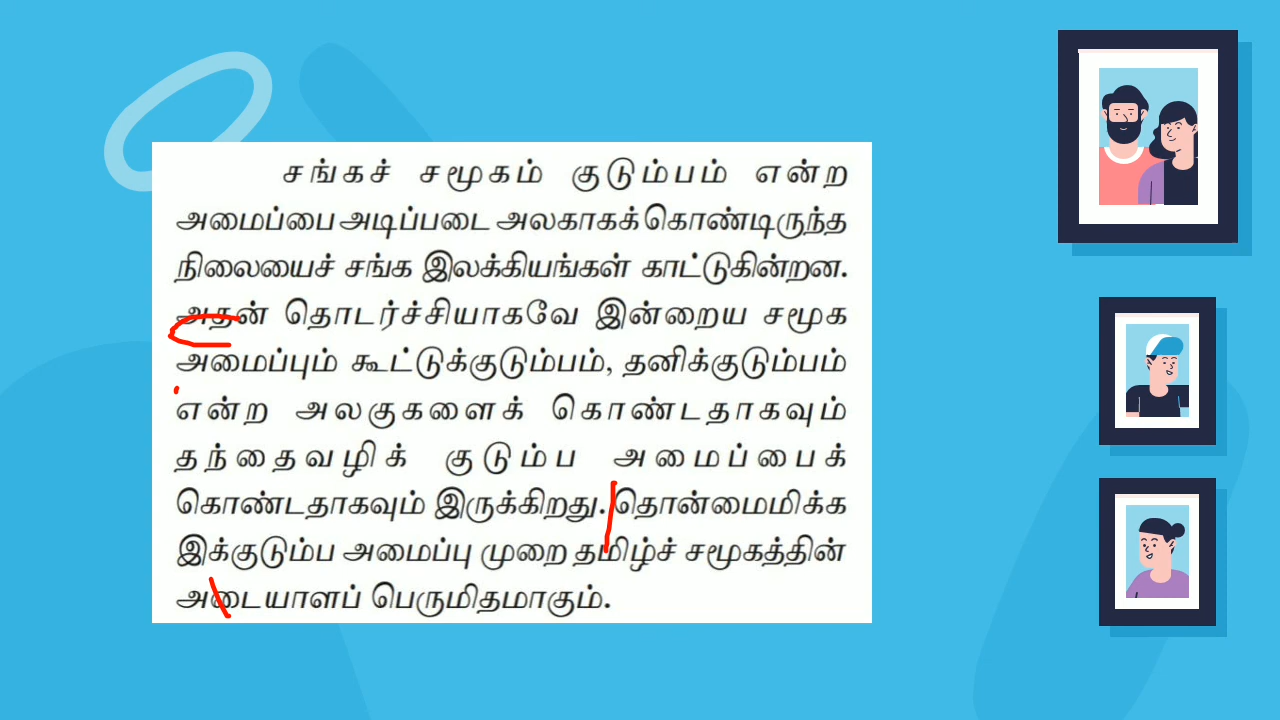 சங்கச் சமூகம் குடும்பம் என்ற
அமைப்பை அடிப்படை அலகாகக் கொண்டிருந்த
நிலையைச் சங்க இலக்கியங்கள் காட்டுகின்றன.
அதன் தொடர்ச்சியாகவே இன்றைய சமூக
அமைப்பும் கூட்டுக்குடும்பம், தனிக்குடும்பம்
என்ற அலகுகளைக் கொண்டதாகவும்
தந்தைவழிக் குடும்ப அமைப்பைக்
கொண்டதாகவும் இருக்கிறது. தொன்மைமிக்க
இக்குடும்ப அமைப்பு முறை தமிழ்ச் சமூகத்தின்
அடையாளப் பெருமிதமாகும்.